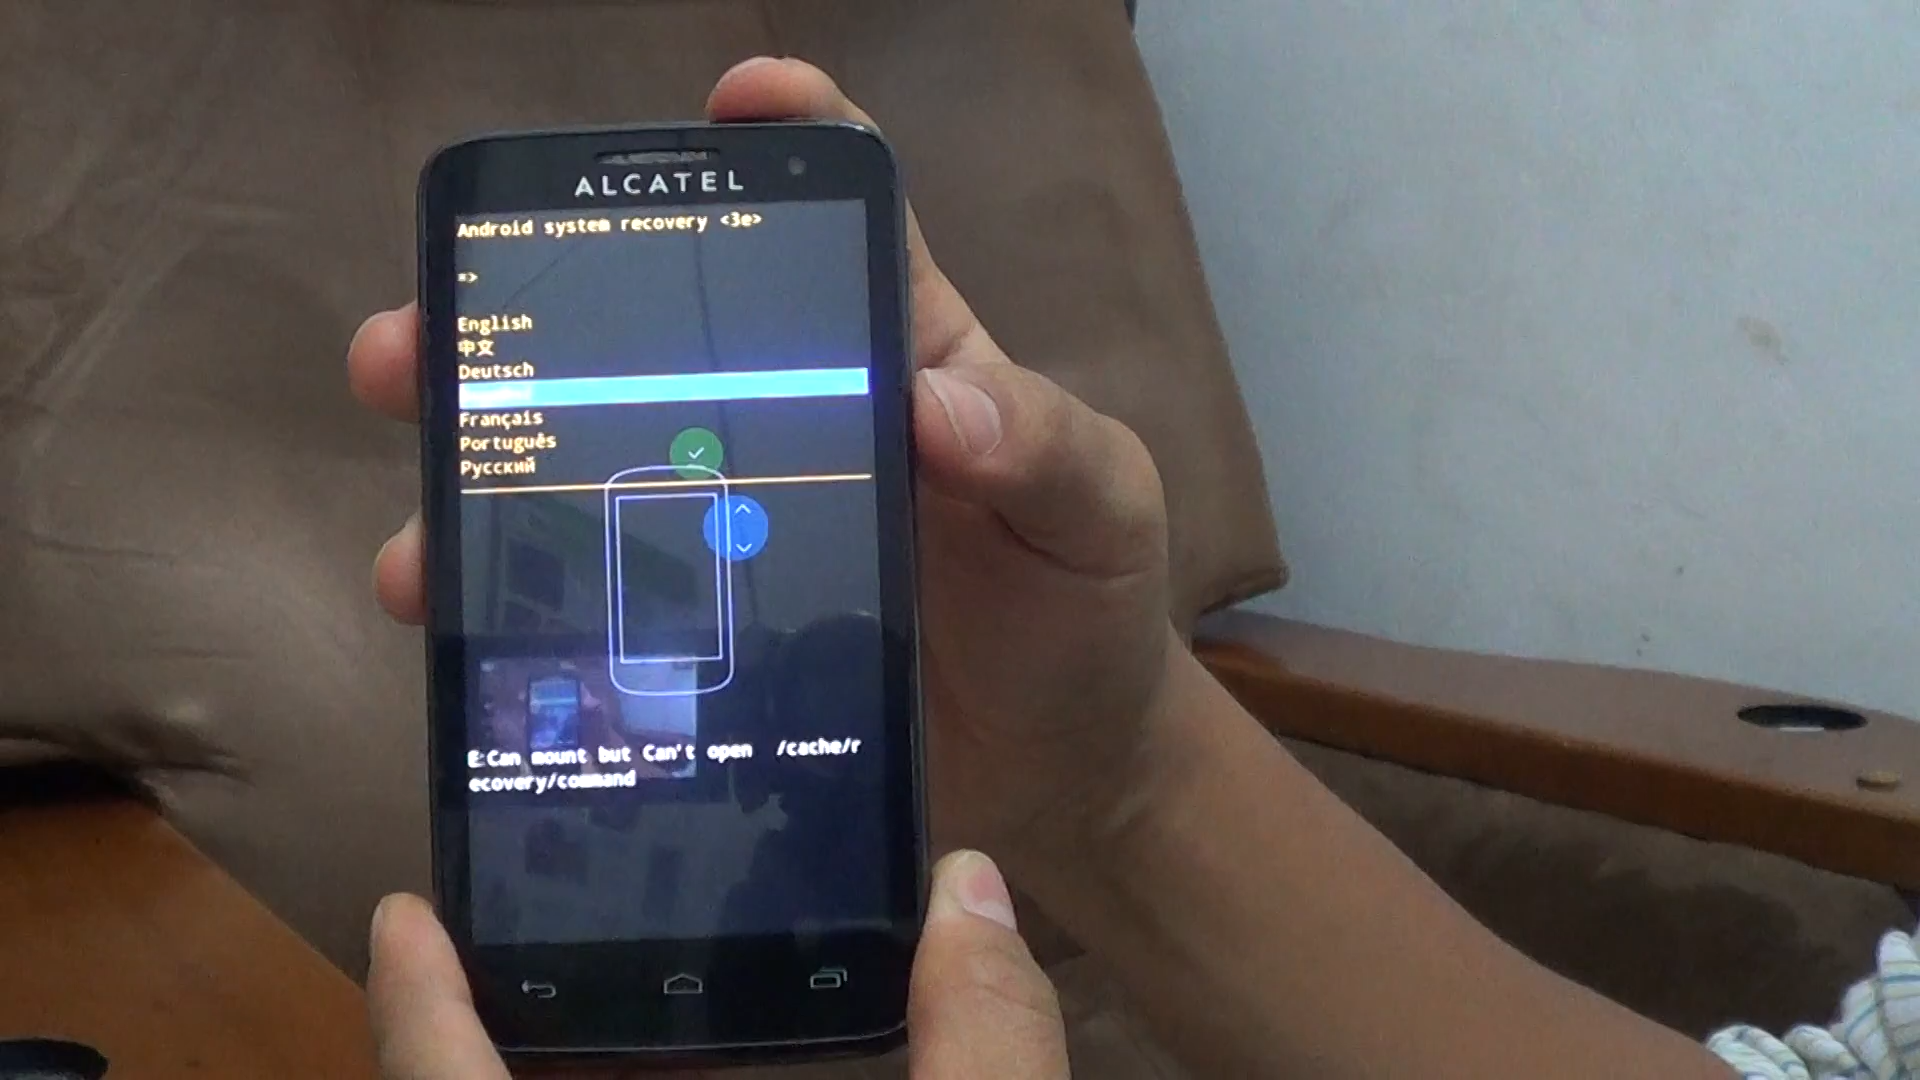 ALCATEL
Android system recovery <3e>
=>
English
中文
Deutsch
Français
Português
Русский
E:Can mount but Can't open /cache/r
ecovery/command